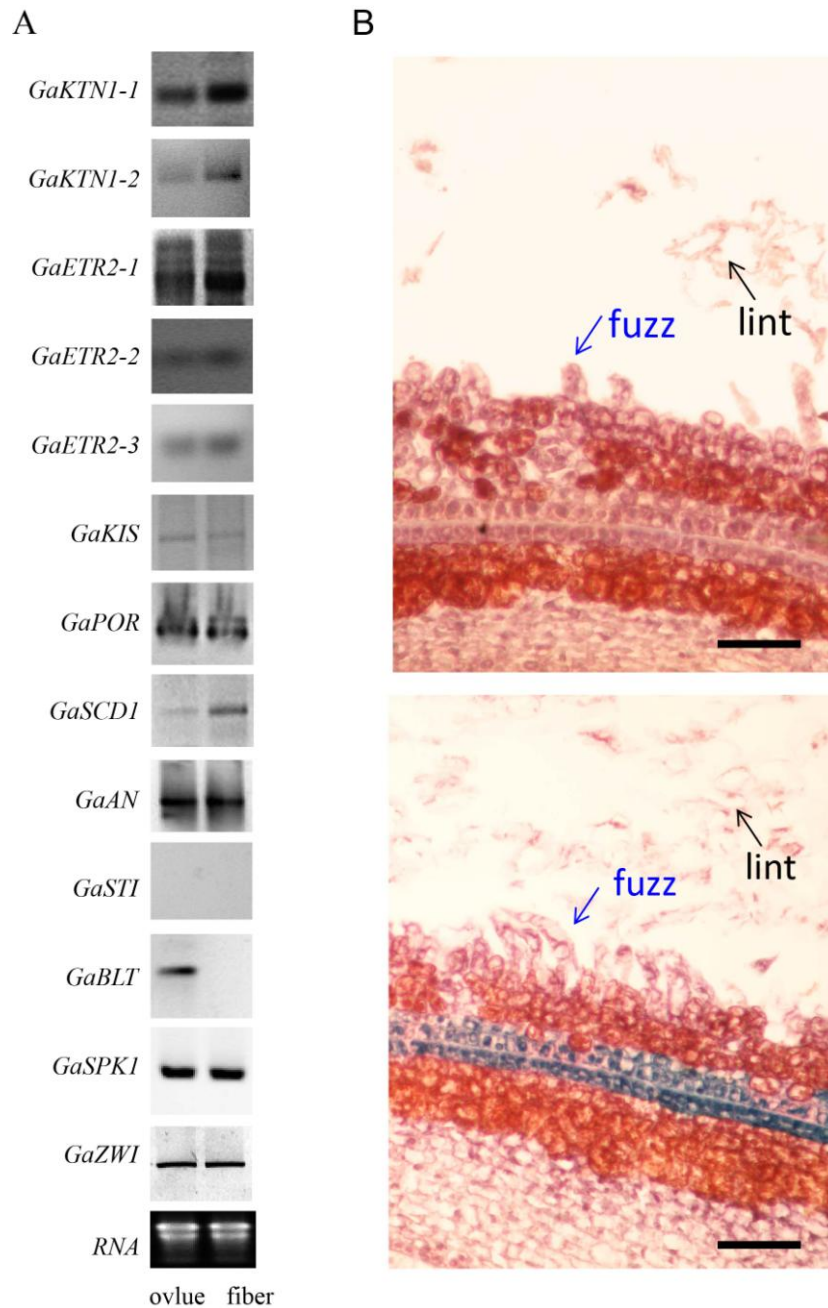 A
GaKTN1-1
GaKTN1-2
GaETR2-1
GaETR2-2
GaETR2-3
GaKIS
GaPOR
GaSCD1
GaAN
GaSTI
GaBLT
GaSPK1
GaZWI
RNA
ovlue fiber
B
fuzz
lint
fuzz
lint